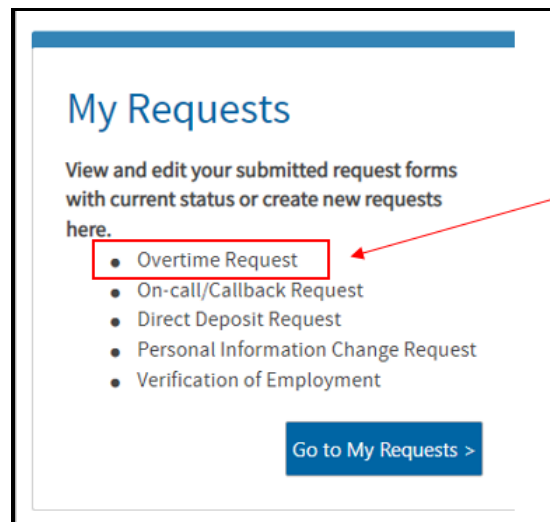 My Requests
View and edit your submitted request forms
with current status or create new requests
here.
• Overtime Request
• On-call/Callback Request
• Direct Deposit Request
• Personal Information Change Request
• Verification of Employment
Go to My Requests >